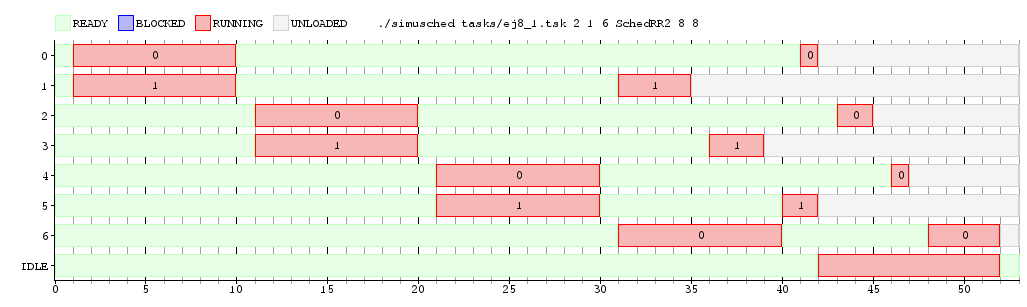 READY BLOCKED RUNNING UNLOADED ./simusched tasks/ej8_1.tsk 2 1 6 SchedRR2 8 8
0 0 0
1 1 1
2 0 0
3 1 1
4 0 0
5 1 1
6 0 0
IDLE
0 5 10 15 20 25 30 35 40 45 50